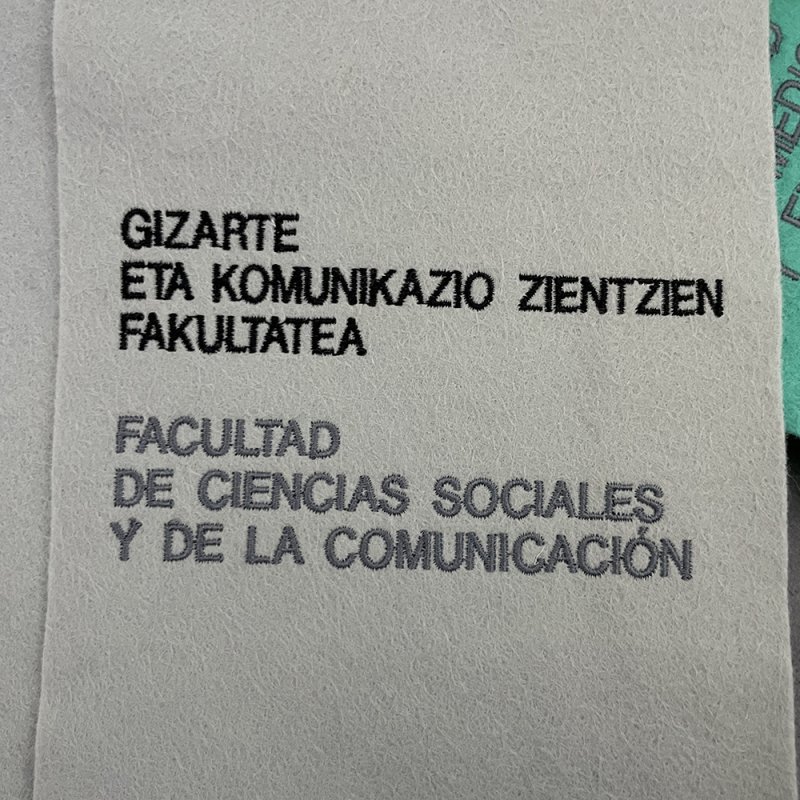 GIZARTE
ETA KOMUNIKAZIO ZIENTZIEN
FAKULTATEA
FACULTAD
DE CIENCIAS SOCIALES
Y DE LA COMUNICACIÓN